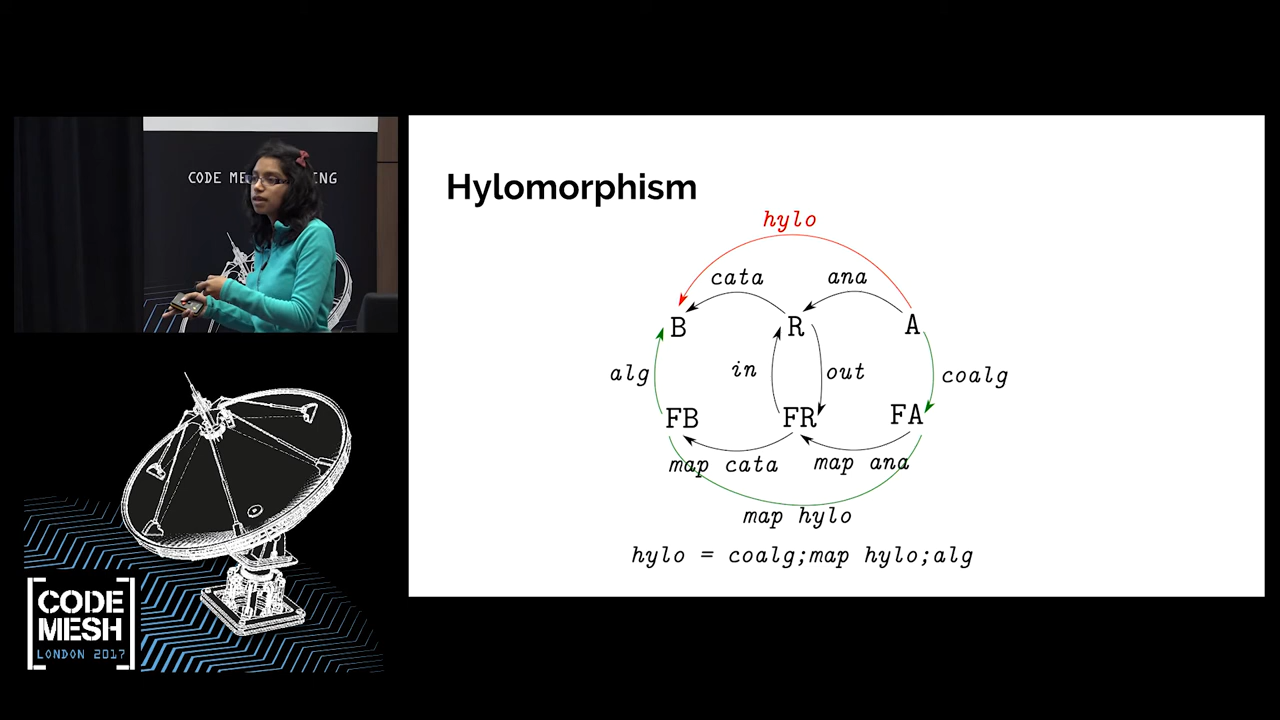 CODE ME
NG
Hylomorphism
hylo
cata
ana
B
R
A
alg
in
out
coalg
FB
FR
FA
map cata
map ana
map hylo
hylo = coalg;map hylo;alg
CODE
MESH
LONDON 2017